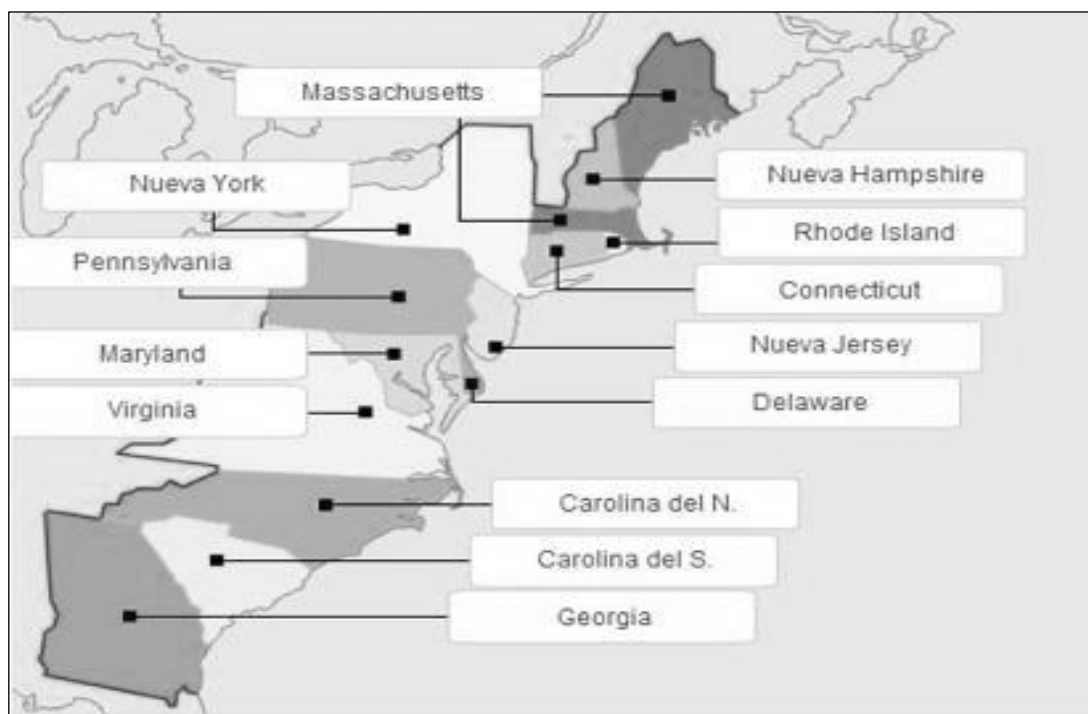 Massachusetts
Nueva York
Nueva Hampshire
Rhode Island
Pennsylvania
Connecticut
Nueva Jersey
Maryland
Delaware
Virginia
Carolina del N.
Carolina del S.
Georgia